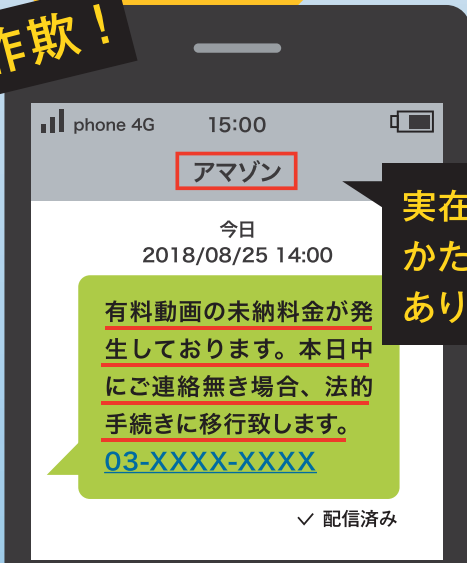 詐欺！
phone 4G 15:00
アマゾン
実在
かた
あり
今日
2018/08/25 14:00
有料動画の未納料金が発
生しております。本日中
にご連絡無き場合、法的
手続きに移行致します。
03-XXXX-XXXX
✓ 配信済み